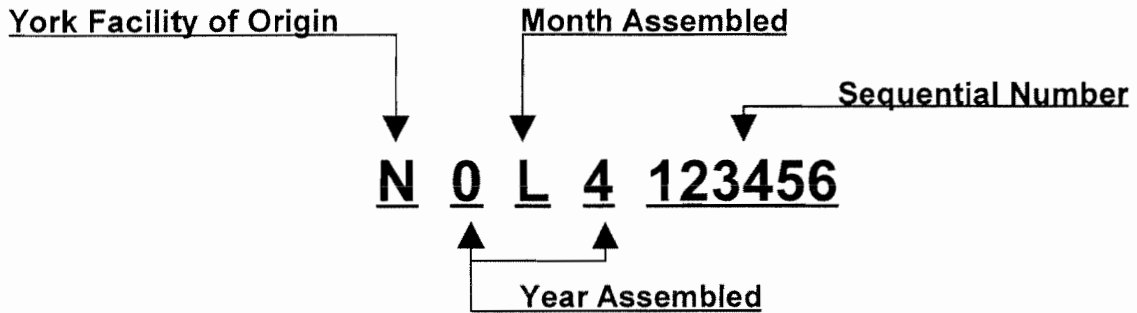 York Facility of Origin
Month Assembled
Sequential Number
N 0 L 4 123456
Year Assembled